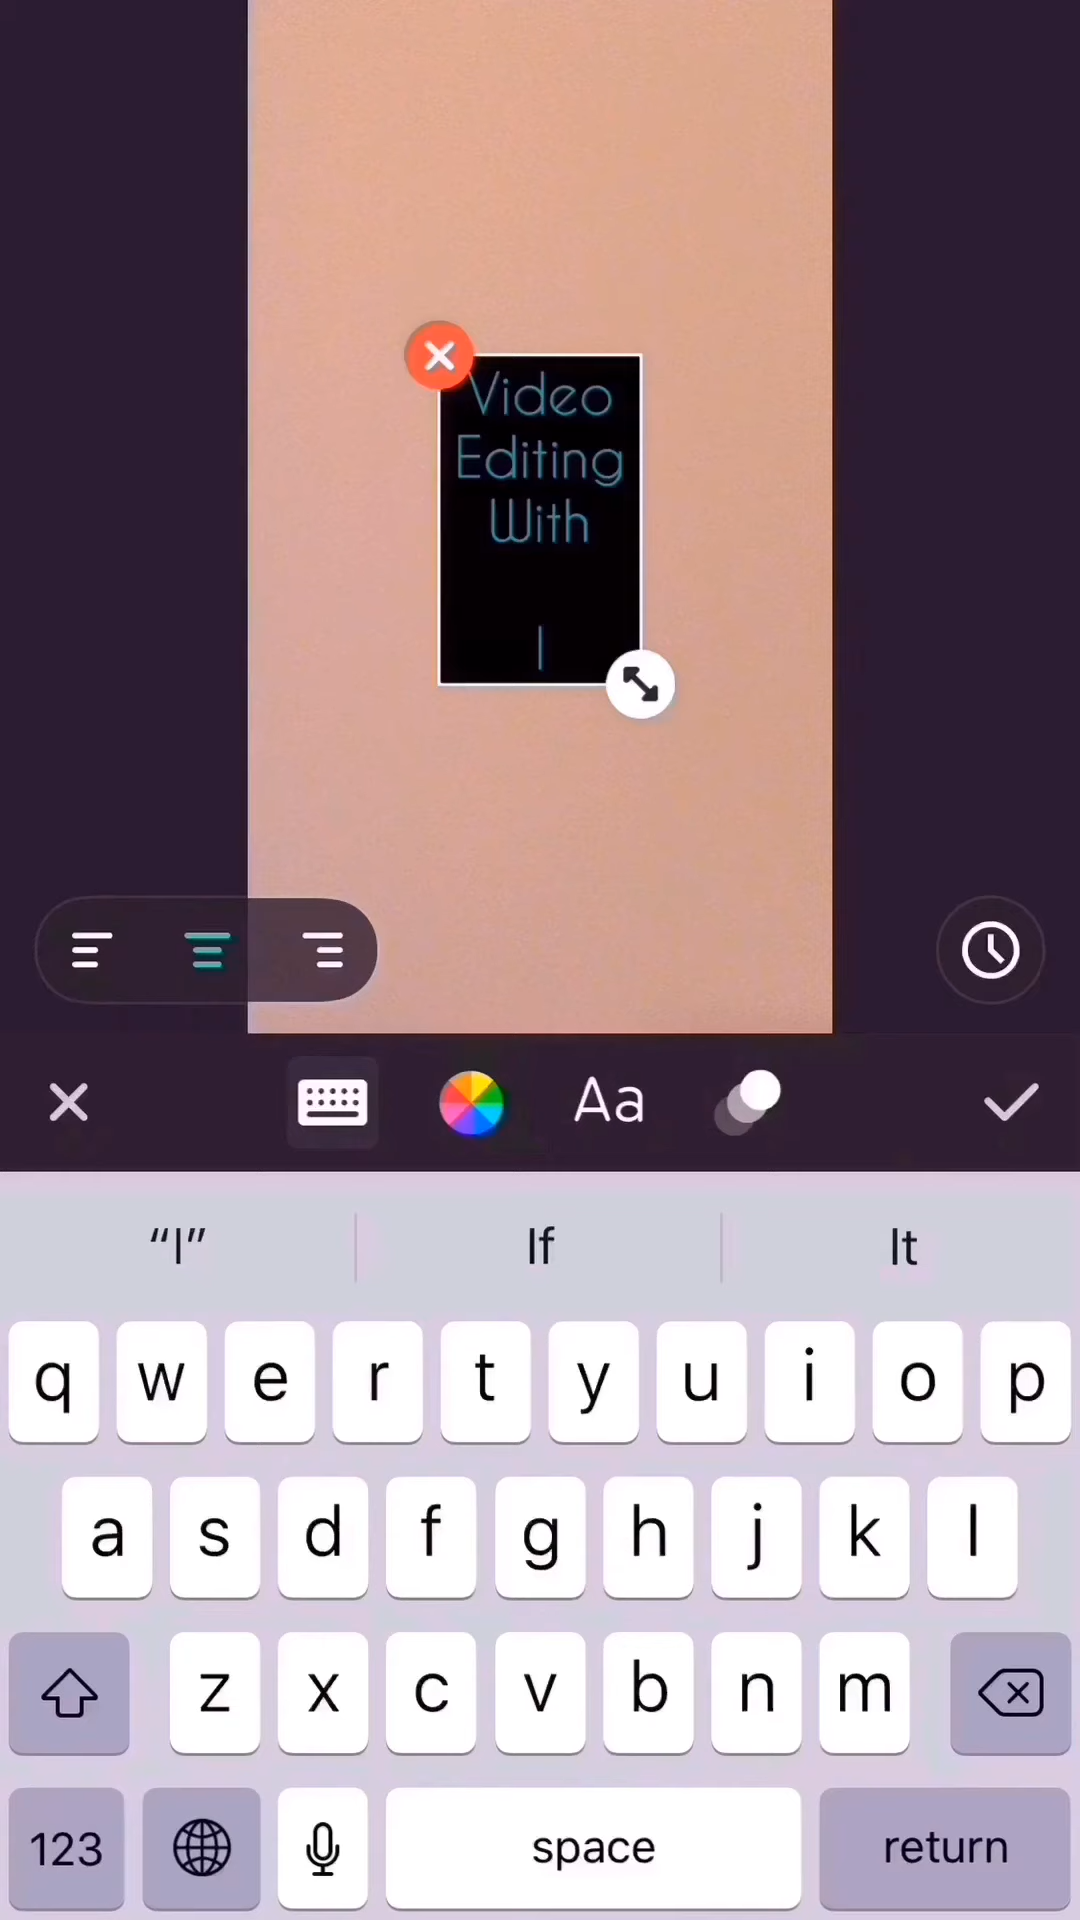 Video
Editing
With
I
Aa
“I” If It
q w e r t y u i o p
a s d f g h j k l
z x c v b n m
123 space return